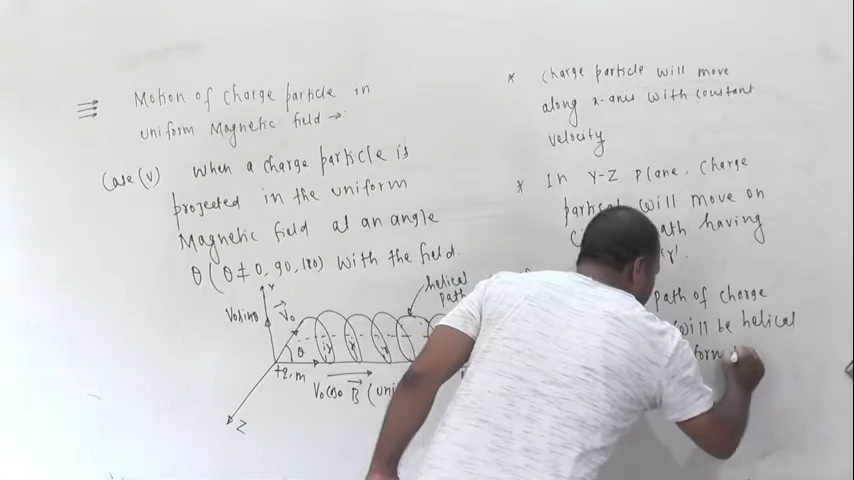 Motion of charge particle in
uniform Magnetic field →
Case (v) when a charge particle is
projected in the uniform
Magnetic field at an angle
θ (θ ≠ 0, 90, 180) with the field.
Y
V₀ sinθ
V₀
helical
path
θ
+q, m
V₀ cosθ
B (uni
Z
* Charge particle will move
along x-axis with constant
velocity
* In Y-Z plane, charge
will move on
path having
'r'.
path of charge
will be helical
form